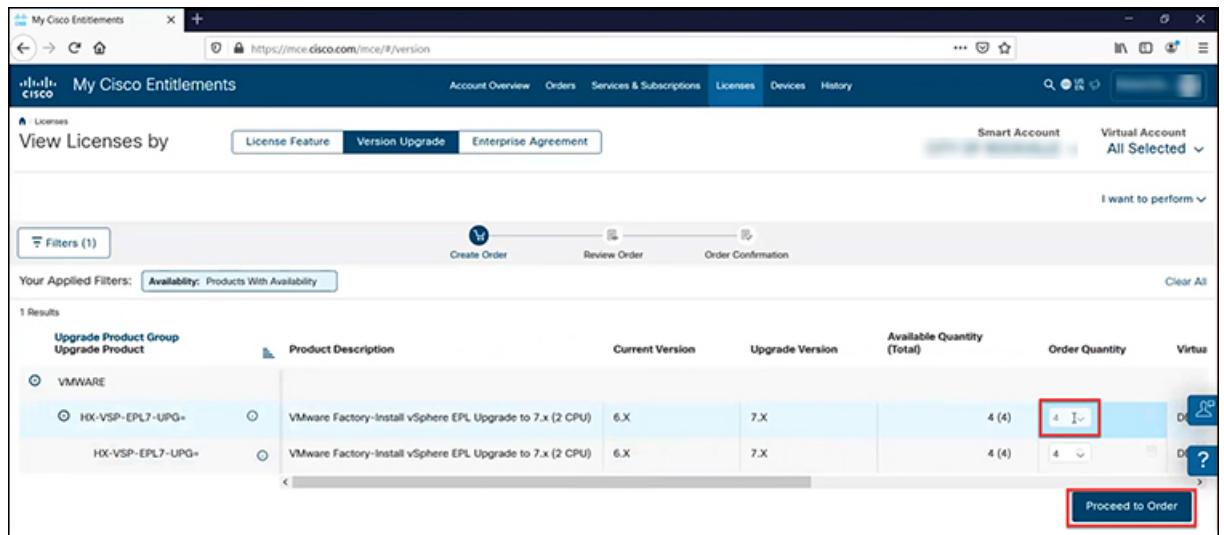 My Cisco Entitlements
https://mce.cisco.com/mce/#/version
CISCO My Cisco Entitlements Account Overview Orders Services & Subscriptions Licenses Devices History
Licenses
View Licenses by License Feature Version Upgrade Enterprise Agreement Smart Account Virtual Account
All Selected
I want to perform
Filters (1)
Create Order Review Order Order Confirmation
Your Applied Filters: Availablity: Products With Availability Clear All
1 Results
Upgrade Product Group
Upgrade Product Product Description Current Version Upgrade Version Available Quantity (Total) Order Quantity Virtua
VMWARE
HX-VSP-EPL7-UPG= VMware Factory-Install vSphere EPL Upgrade to 7.x (2 CPU) 6.X 7.X 4 (4) 4
HX-VSP-EPL7-UPG= VMware Factory-Install vSphere EPL Upgrade to 7.x (2 CPU) 6.X 7.X 4 (4) 4
?
Proceed to Order